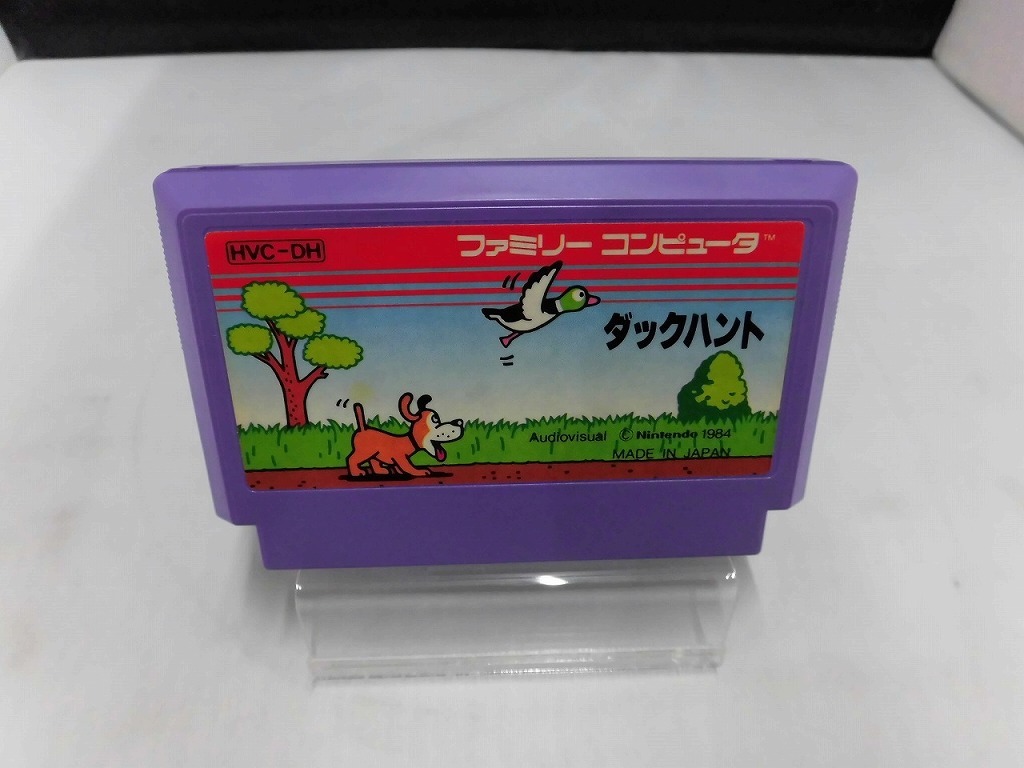 HVC-DH
ファミリー コンピュータ™
ダックハント
Audiovisual © Nintendo 1984
MADE IN JAPAN